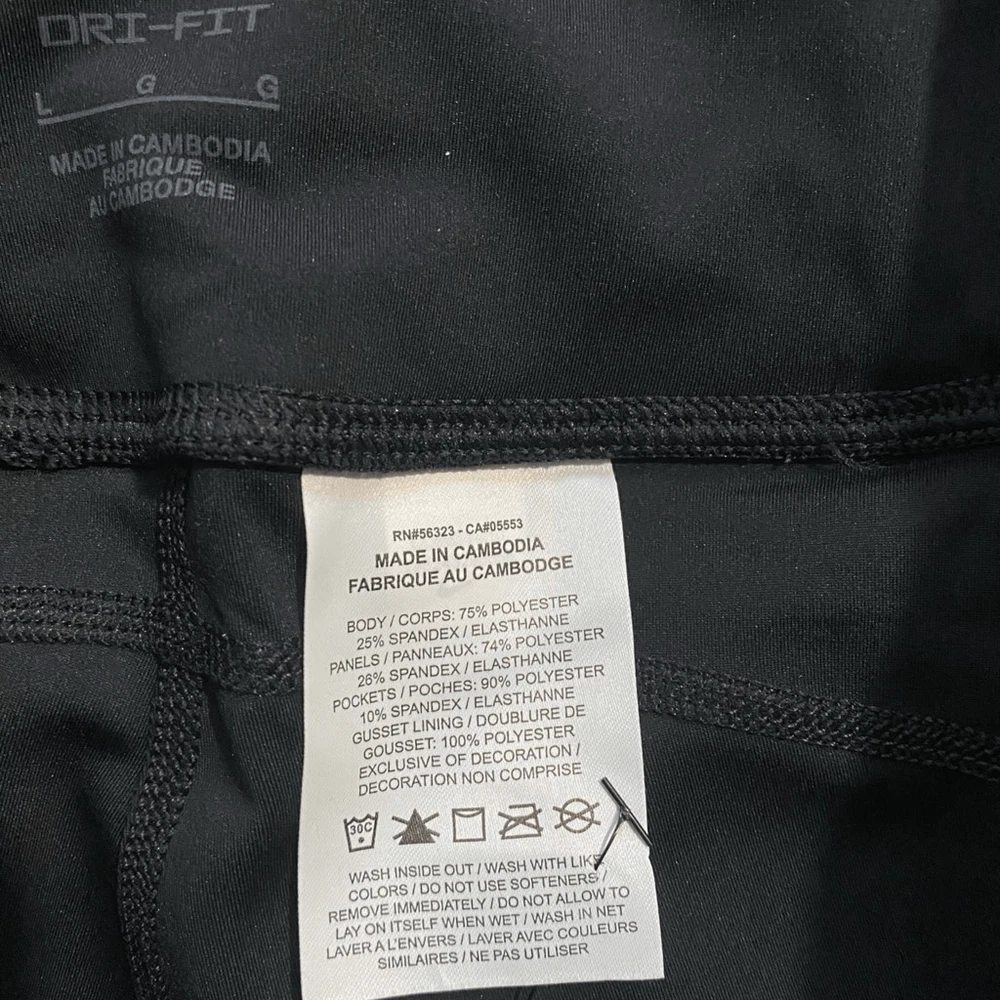 DRI-FIT
L G G
MADE IN CAMBODIA
FABRIQUE
AU CAMBODGE
RN#56323 - CA#05553
MADE IN CAMBODIA
FABRIQUE AU CAMBODGE
BODY / CORPS: 75% POLYESTER
25% SPANDEX / ELASTHANNE
PANELS / PANNEAUX: 74% POLYESTER
26% SPANDEX / ELASTHANNE
POCKETS / POCHES: 90% POLYESTER
10% SPANDEX / ELASTHANNE
GUSSET LINING / DOUBLURE DE
GOUSSET: 100% POLYESTER
EXCLUSIVE OF DECORATION /
DECORATION NON COMPRISE
30C
WASH INSIDE OUT / WASH WITH LIKE
COLORS / DO NOT USE SOFTENERS /
REMOVE IMMEDIATELY / DO NOT ALLOW TO
LAY ON ITSELF WHEN WET / WASH IN NET
LAVER A L'ENVERS / LAVER AVEC COULEURS
SIMILAIRES / NE PAS UTILISER